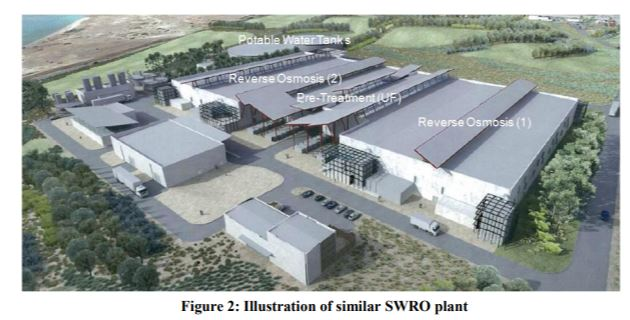 Potable Water Tanks
Reverse Osmosis (2)
Pre-Treatment (UF)
Reverse Osmosis (1)
Figure 2: Illustration of similar SWRO plant